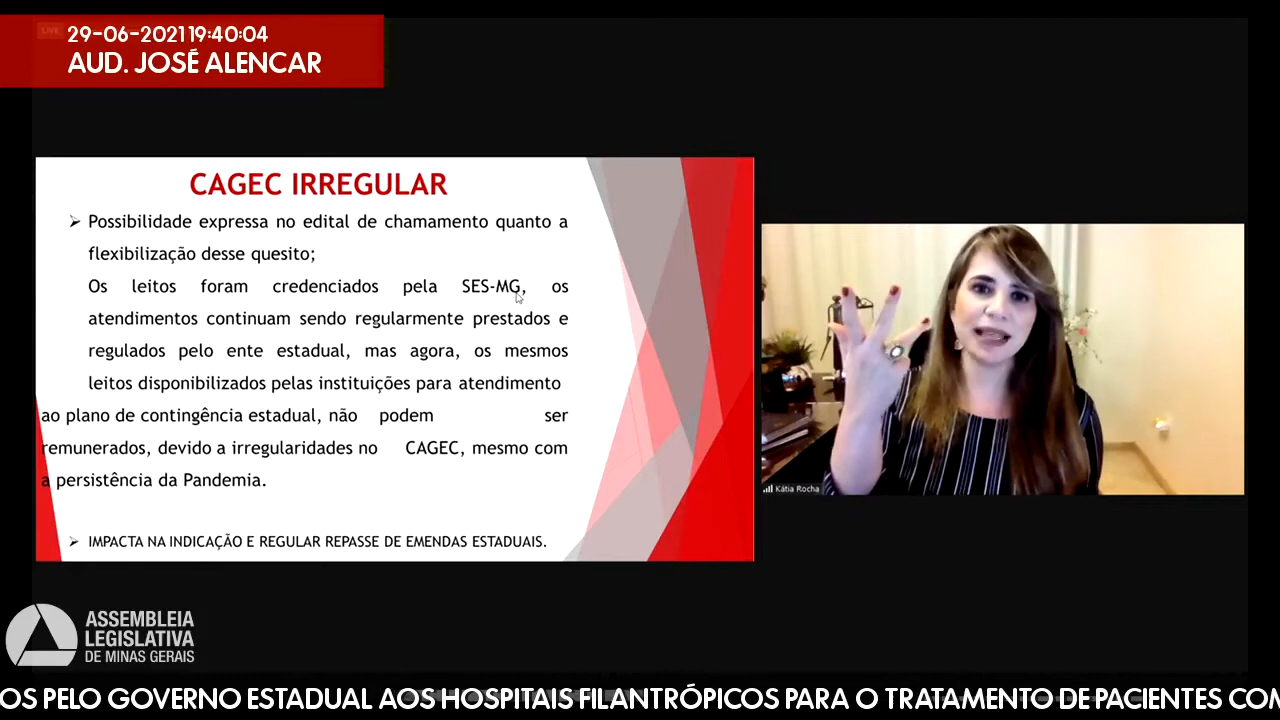 LIVE
29-06-2021 19:40:04
AUD. JOSÉ ALENCAR
CAGEC IRREGULAR
➢ Possibilidade expressa no edital de chamamento quanto a
flexibilização desse quesito;
Os leitos foram credenciados pela SES-MG, os
atendimentos continuam sendo regularmente prestados e
regulados pelo ente estadual, mas agora, os mesmos
leitos disponibilizados pelas instituições para atendimento
ao plano de contingência estadual, não podem ser
remunerados, devido a irregularidades no CAGEC, mesmo com
a persistência da Pandemia.
➢ IMPACTA NA INDICAÇÃO E REGULAR REPASSE DE EMENDAS ESTADUAIS.
Kátia Rocha
ASSEMBLEIA
LEGISLATIVA
DE MINAS GERAIS
OS PELO GOVERNO ESTADUAL AOS HOSPITAIS FILANTRÓPICOS PARA O TRATAMENTO DE PACIENTES COM